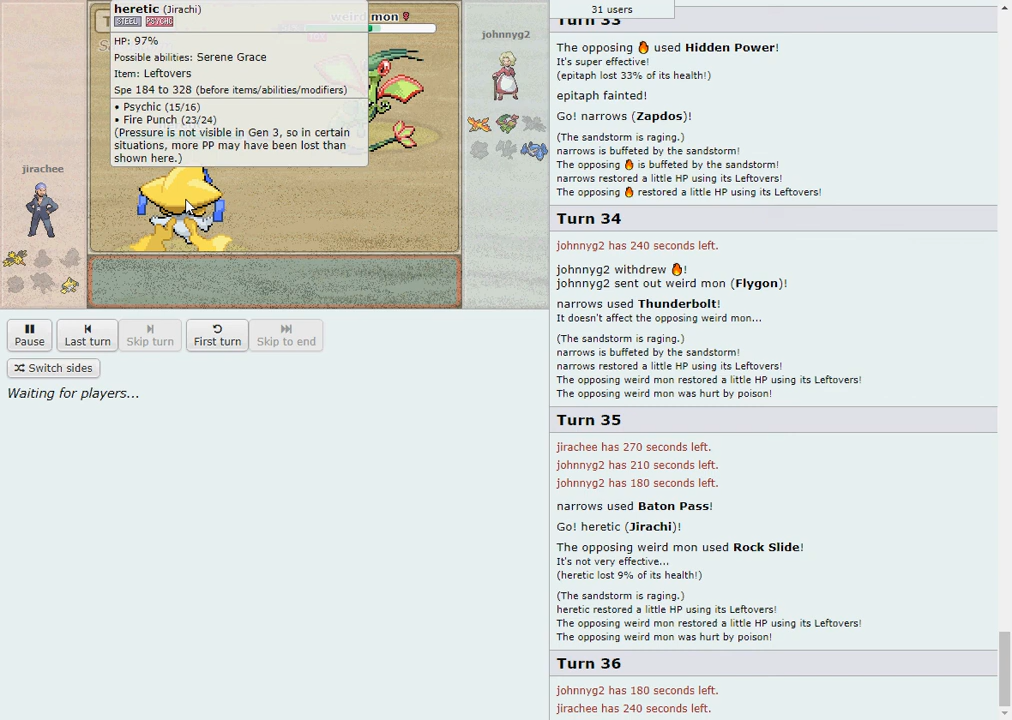 heretic (Jirachi)
STEEL PSYCHC
HP: 97%
Possible abilities: Serene Grace
Item: Leftovers
Spe 184 to 328 (before items/abilities/modifiers)
• Psychic (15/16)
• Fire Punch (23/24)
(Pressure is not visible in Gen 3, so in certain
situations, more PP may have been lost than
shown here.)
weird mon
johnnyg2
jirachee
Pause
Last turn
Skip turn
First turn
Skip to end
Switch sides
Waiting for players...
31 users
Turn 33
The opposing 🔥 used Hidden Power!
It's super effective!
(epitaph lost 33% of its health!)
epitaph fainted!
Go! narrows (Zapdos)!
(The sandstorm is raging.)
narrows is buffeted by the sandstorm!
The opposing 🔥 is buffeted by the sandstorm!
narrows restored a little HP using its Leftovers!
The opposing 🔥 restored a little HP using its Leftovers!
Turn 34
johnnyg2 has 240 seconds left.
johnnyg2 withdrew 🔥!
johnnyg2 sent out weird mon (Flygon)!
narrows used Thunderbolt!
It doesn't affect the opposing weird mon...
(The sandstorm is raging.)
narrows is buffeted by the sandstorm!
narrows restored a little HP using its Leftovers!
The opposing weird mon restored a little HP using its Leftovers!
The opposing weird mon was hurt by poison!
Turn 35
jirachee has 270 seconds left.
johnnyg2 has 210 seconds left.
johnnyg2 has 180 seconds left.
narrows used Baton Pass!
Go! heretic (Jirachi)!
The opposing weird mon used Rock Slide!
It's not very effective...
(heretic lost 9% of its health!)
(The sandstorm is raging.)
heretic restored a little HP using its Leftovers!
The opposing weird mon restored a little HP using its Leftovers!
The opposing weird mon was hurt by poison!
Turn 36
johnnyg2 has 180 seconds left.
jirachee has 240 seconds left.